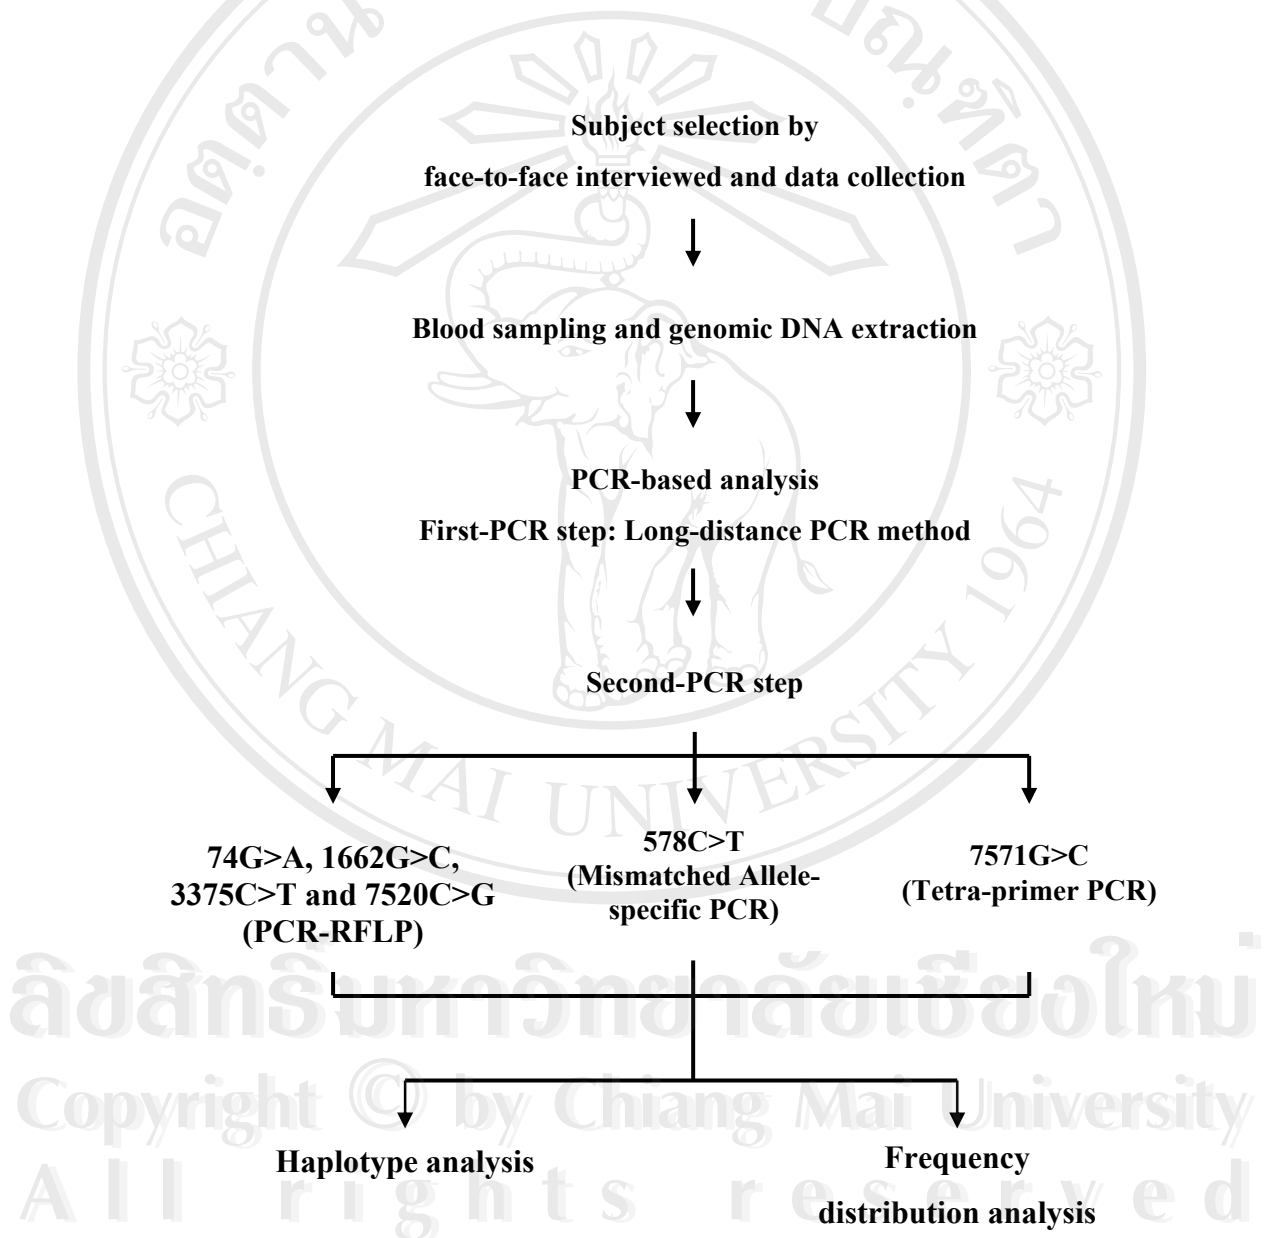 Subject selection by
face-to-face interviewed and data collection
Blood sampling and genomic DNA extraction
PCR-based analysis
First-PCR step: Long-distance PCR method
Second-PCR step
74G>A, 1662G>C,
3375C>T and 7520C>G
(PCR-RFLP)
578C>T
(Mismatched Allele-
specific PCR)
7571G>C
(Tetra-primer PCR)
Haplotype analysis
Frequency
distribution analysis
CHIANG MAI UNIVERSITY 1964
ลิขสิทธิ์มหาวิทยาลัยเชียงใหม่
Copyright © by Chiang Mai University
All rights reserved